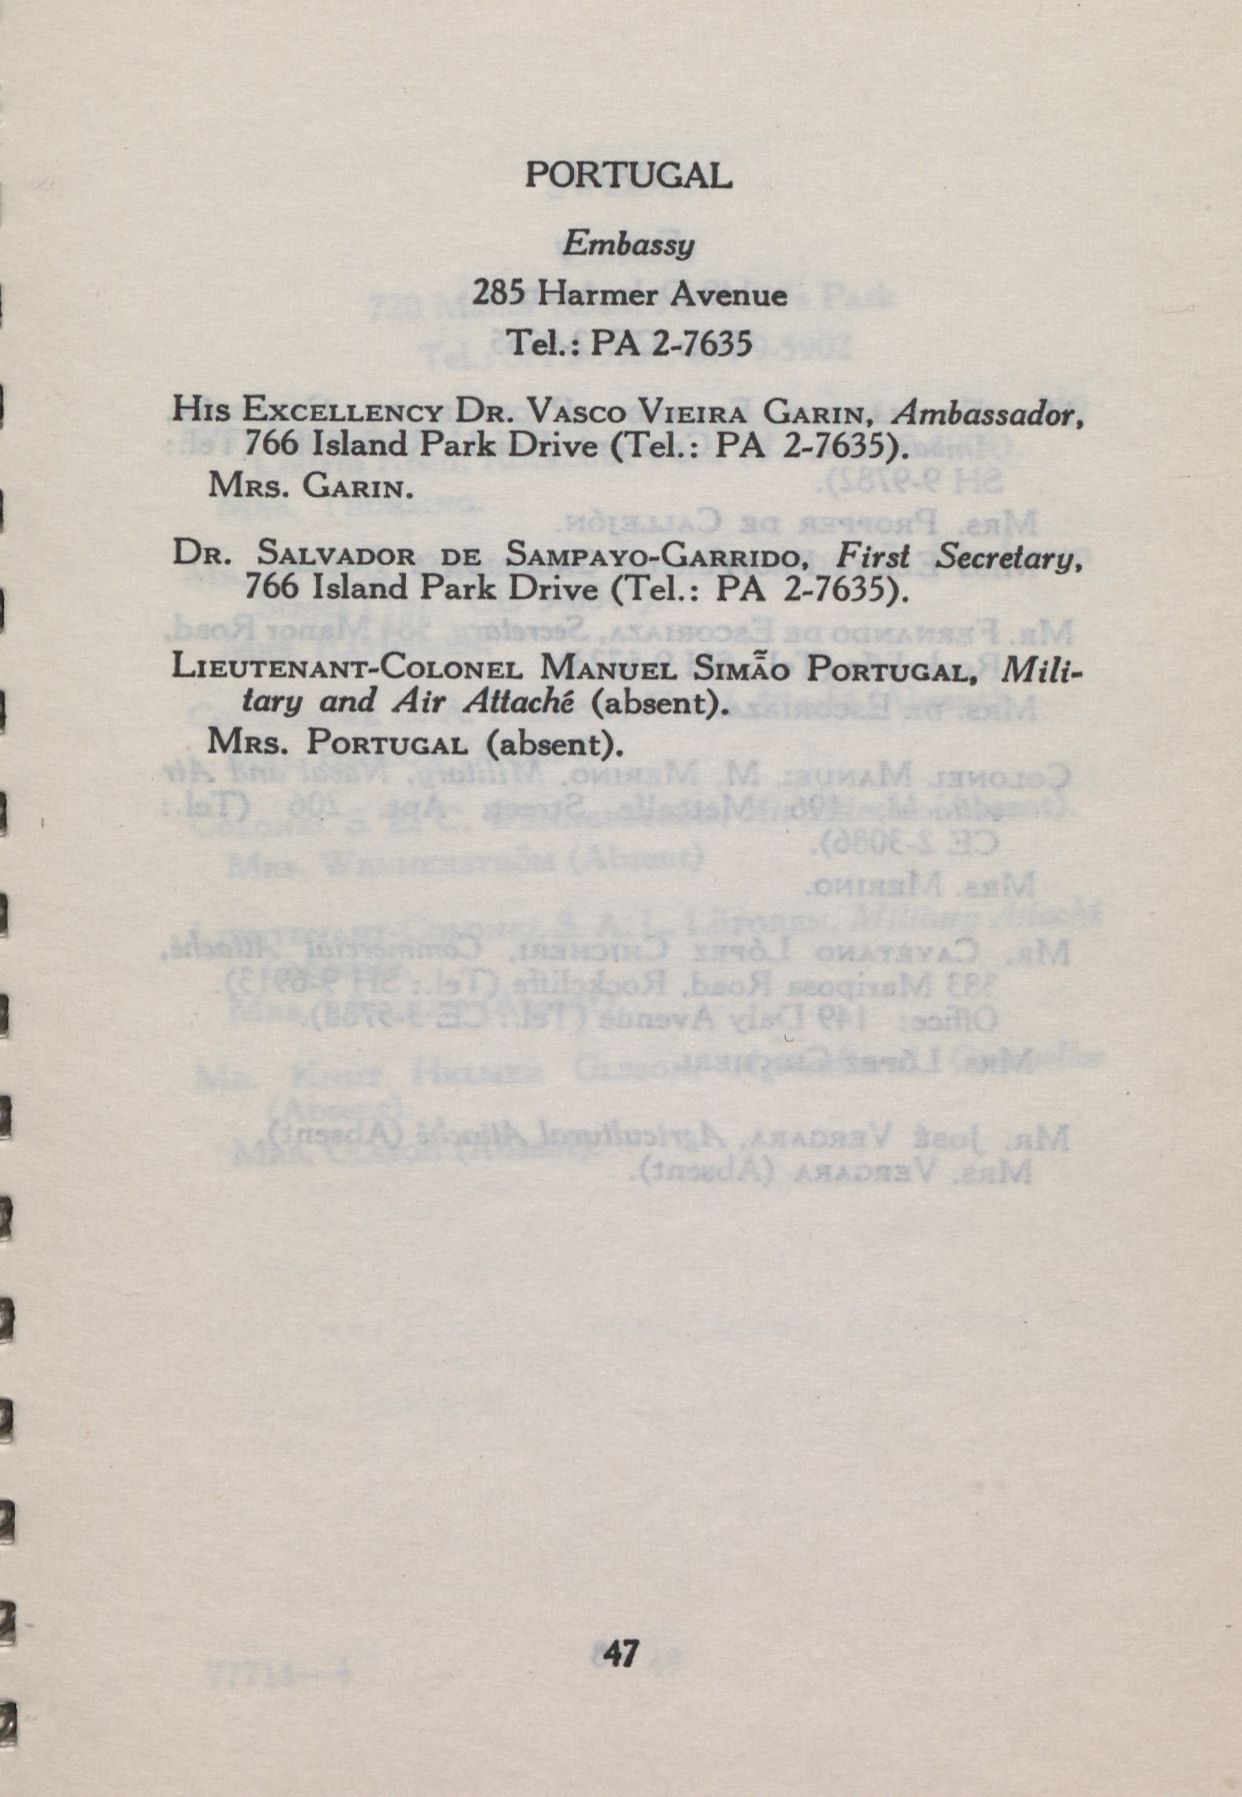 PORTUGAL
Embassy
285 Harmer Avenue
Tel.: PA 2-7635
His Excellency Dr. Vasco Vieira Garin, Ambassador,
766 Island Park Drive (Tel.: PA 2-7635).
Mrs. Garin.
Dr. Salvador de Sampayo-Garrido, First Secretary,
766 Island Park Drive (Tel.: PA 2-7635).
Lieutenant-Colonel Manuel Simão Portugal, Mili-
tary and Air Attaché (absent).
Mrs. Portugal (absent).
47